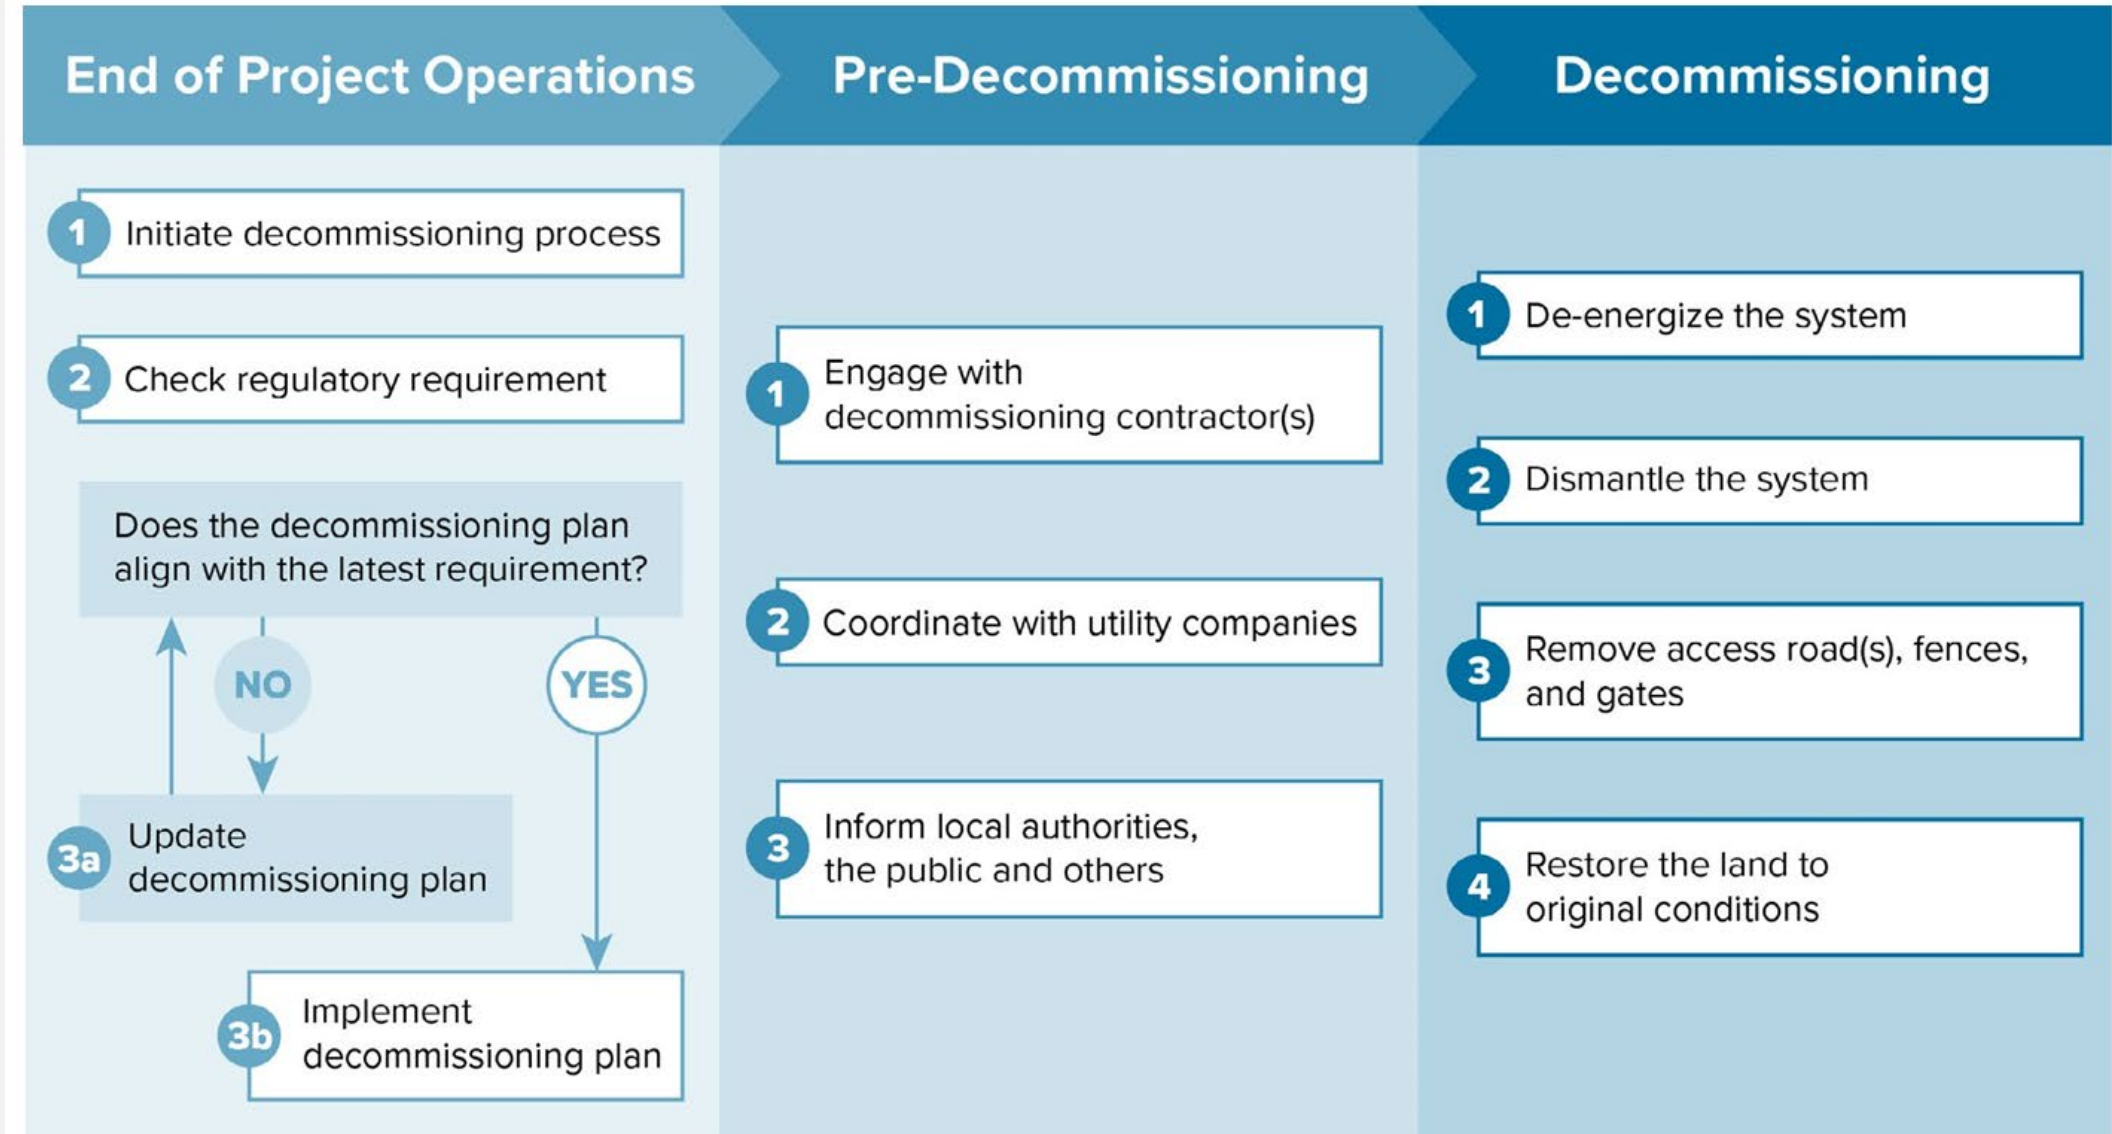 End of Project Operations
Pre-Decommissioning
Decommissioning
1 Initiate decommissioning process
2 Check regulatory requirement
Does the decommissioning plan
align with the latest requirement?
NO
YES
3a Update
decommissioning plan
3b Implement
decommissioning plan
1 Engage with
decommissioning contractor(s)
2 Coordinate with utility companies
3 Inform local authorities,
the public and others
1 De-energize the system
2 Dismantle the system
3 Remove access road(s), fences,
and gates
4 Restore the land to
original conditions